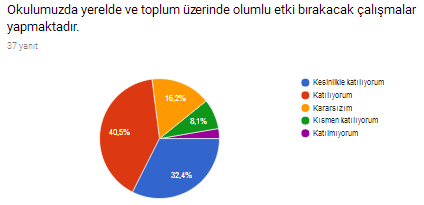 Okulumuzda yerelde ve toplum üzerinde olumlu etki bırakacak çalışmalar
yapmaktadır.
37 yanıt
16,2%
8,1%
40,5%
32,4%
Kesinlikle katılıyorum
Katılıyorum
Kararsızım
Kısmen katılıyorum
Katılmıyorum